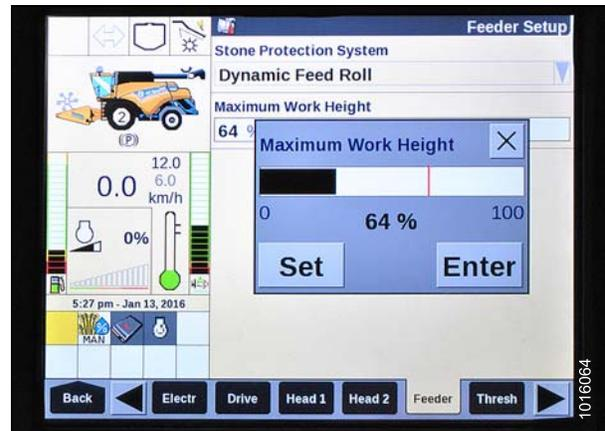 Feeder Setup
Stone Protection System
Dynamic Feed Roll
Maximum Work Height
64 %
Maximum Work Height
0
64 %
100
Set
Enter
2
(P)
0.0
12.0
6.0
km/h
0%
5:27 pm - Jan 13, 2016
MAN
Back
Electr
Drive
Head 1
Head 2
Feeder
Thresh
1016064